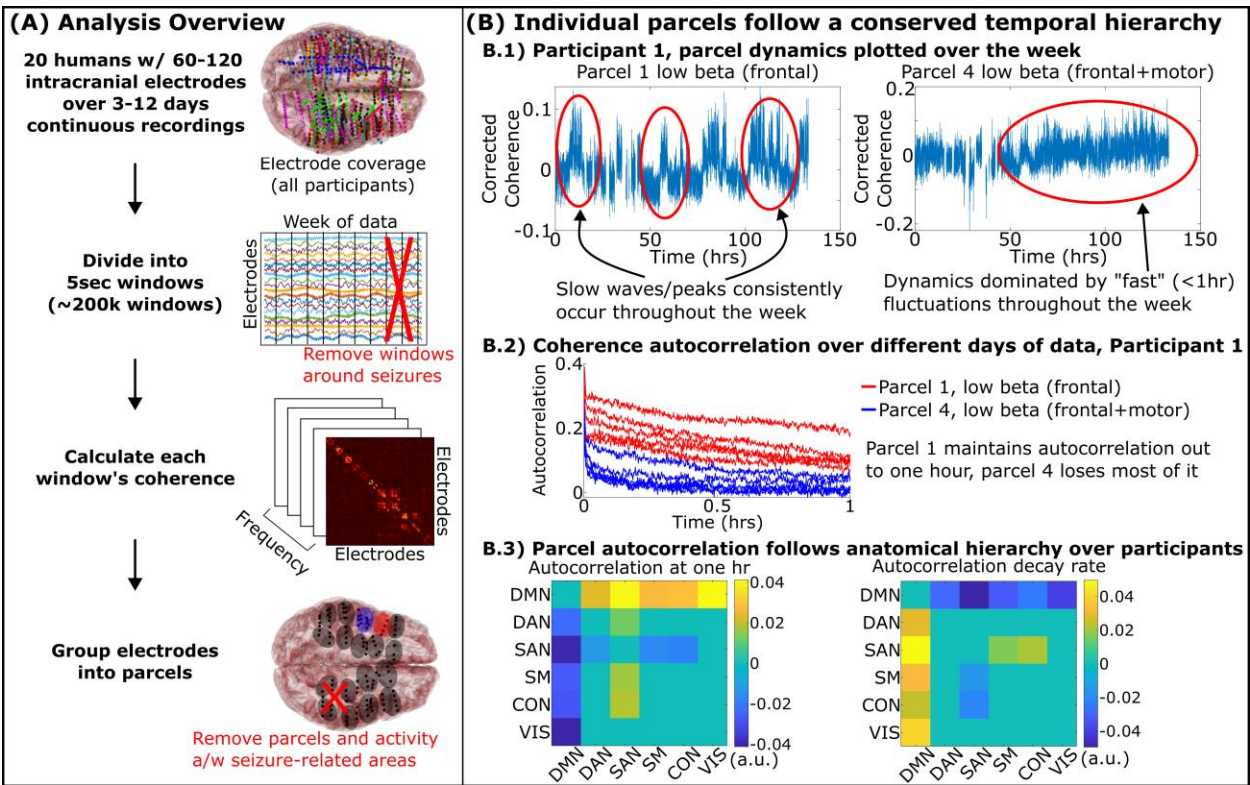 (A) Analysis Overview
20 humans w/ 60-120
intracranial electrodes
over 3-12 days
continuous recordings
Electrode coverage
(all participants)
Week of data
Electrodes
Divide into
5sec windows
(~200k windows)
Remove windows
around seizures
Calculate each
window's coherence
Electrodes
Frequency
Electrodes
Group electrodes
into parcels
Remove parcels and activity
a/w seizure-related areas
(B) Individual parcels follow a conserved temporal hierarchy
B.1) Participant 1, parcel dynamics plotted over the week
Parcel 1 low beta (frontal)
Corrected
Coherence
0.1
0
-0.1
0
50
100
150
Time (hrs)
Slow waves/peaks consistently
occur throughout the week
Parcel 4 low beta (frontal+motor)
Corrected
Coherence
0.2
0
-0.2
0
50
100
150
Time (hrs)
Dynamics dominated by "fast" (<1hr)
fluctuations throughout the week
B.2) Coherence autocorrelation over different days of data, Participant 1
Autocorrelation
0.4
0.2
0
0
0.5
1
Time (hrs)
Parcel 1, low beta (frontal)
Parcel 4, low beta (frontal+motor)
Parcel 1 maintains autocorrelation out
to one hour, parcel 4 loses most of it
B.3) Parcel autocorrelation follows anatomical hierarchy over participants
Autocorrelation at one hr
DMN
DAN
SAN
SM
CON
VIS
DMN
DAN
SAN
SM
CON
VIS
0.04
0.02
0
-0.02
-0.04
(a.u.)
Autocorrelation decay rate
DMN
DAN
SAN
SM
CON
VIS
DMN
DAN
SAN
SM
CON
VIS
0.04
0.02
0
-0.02
-0.04
(a.u.)